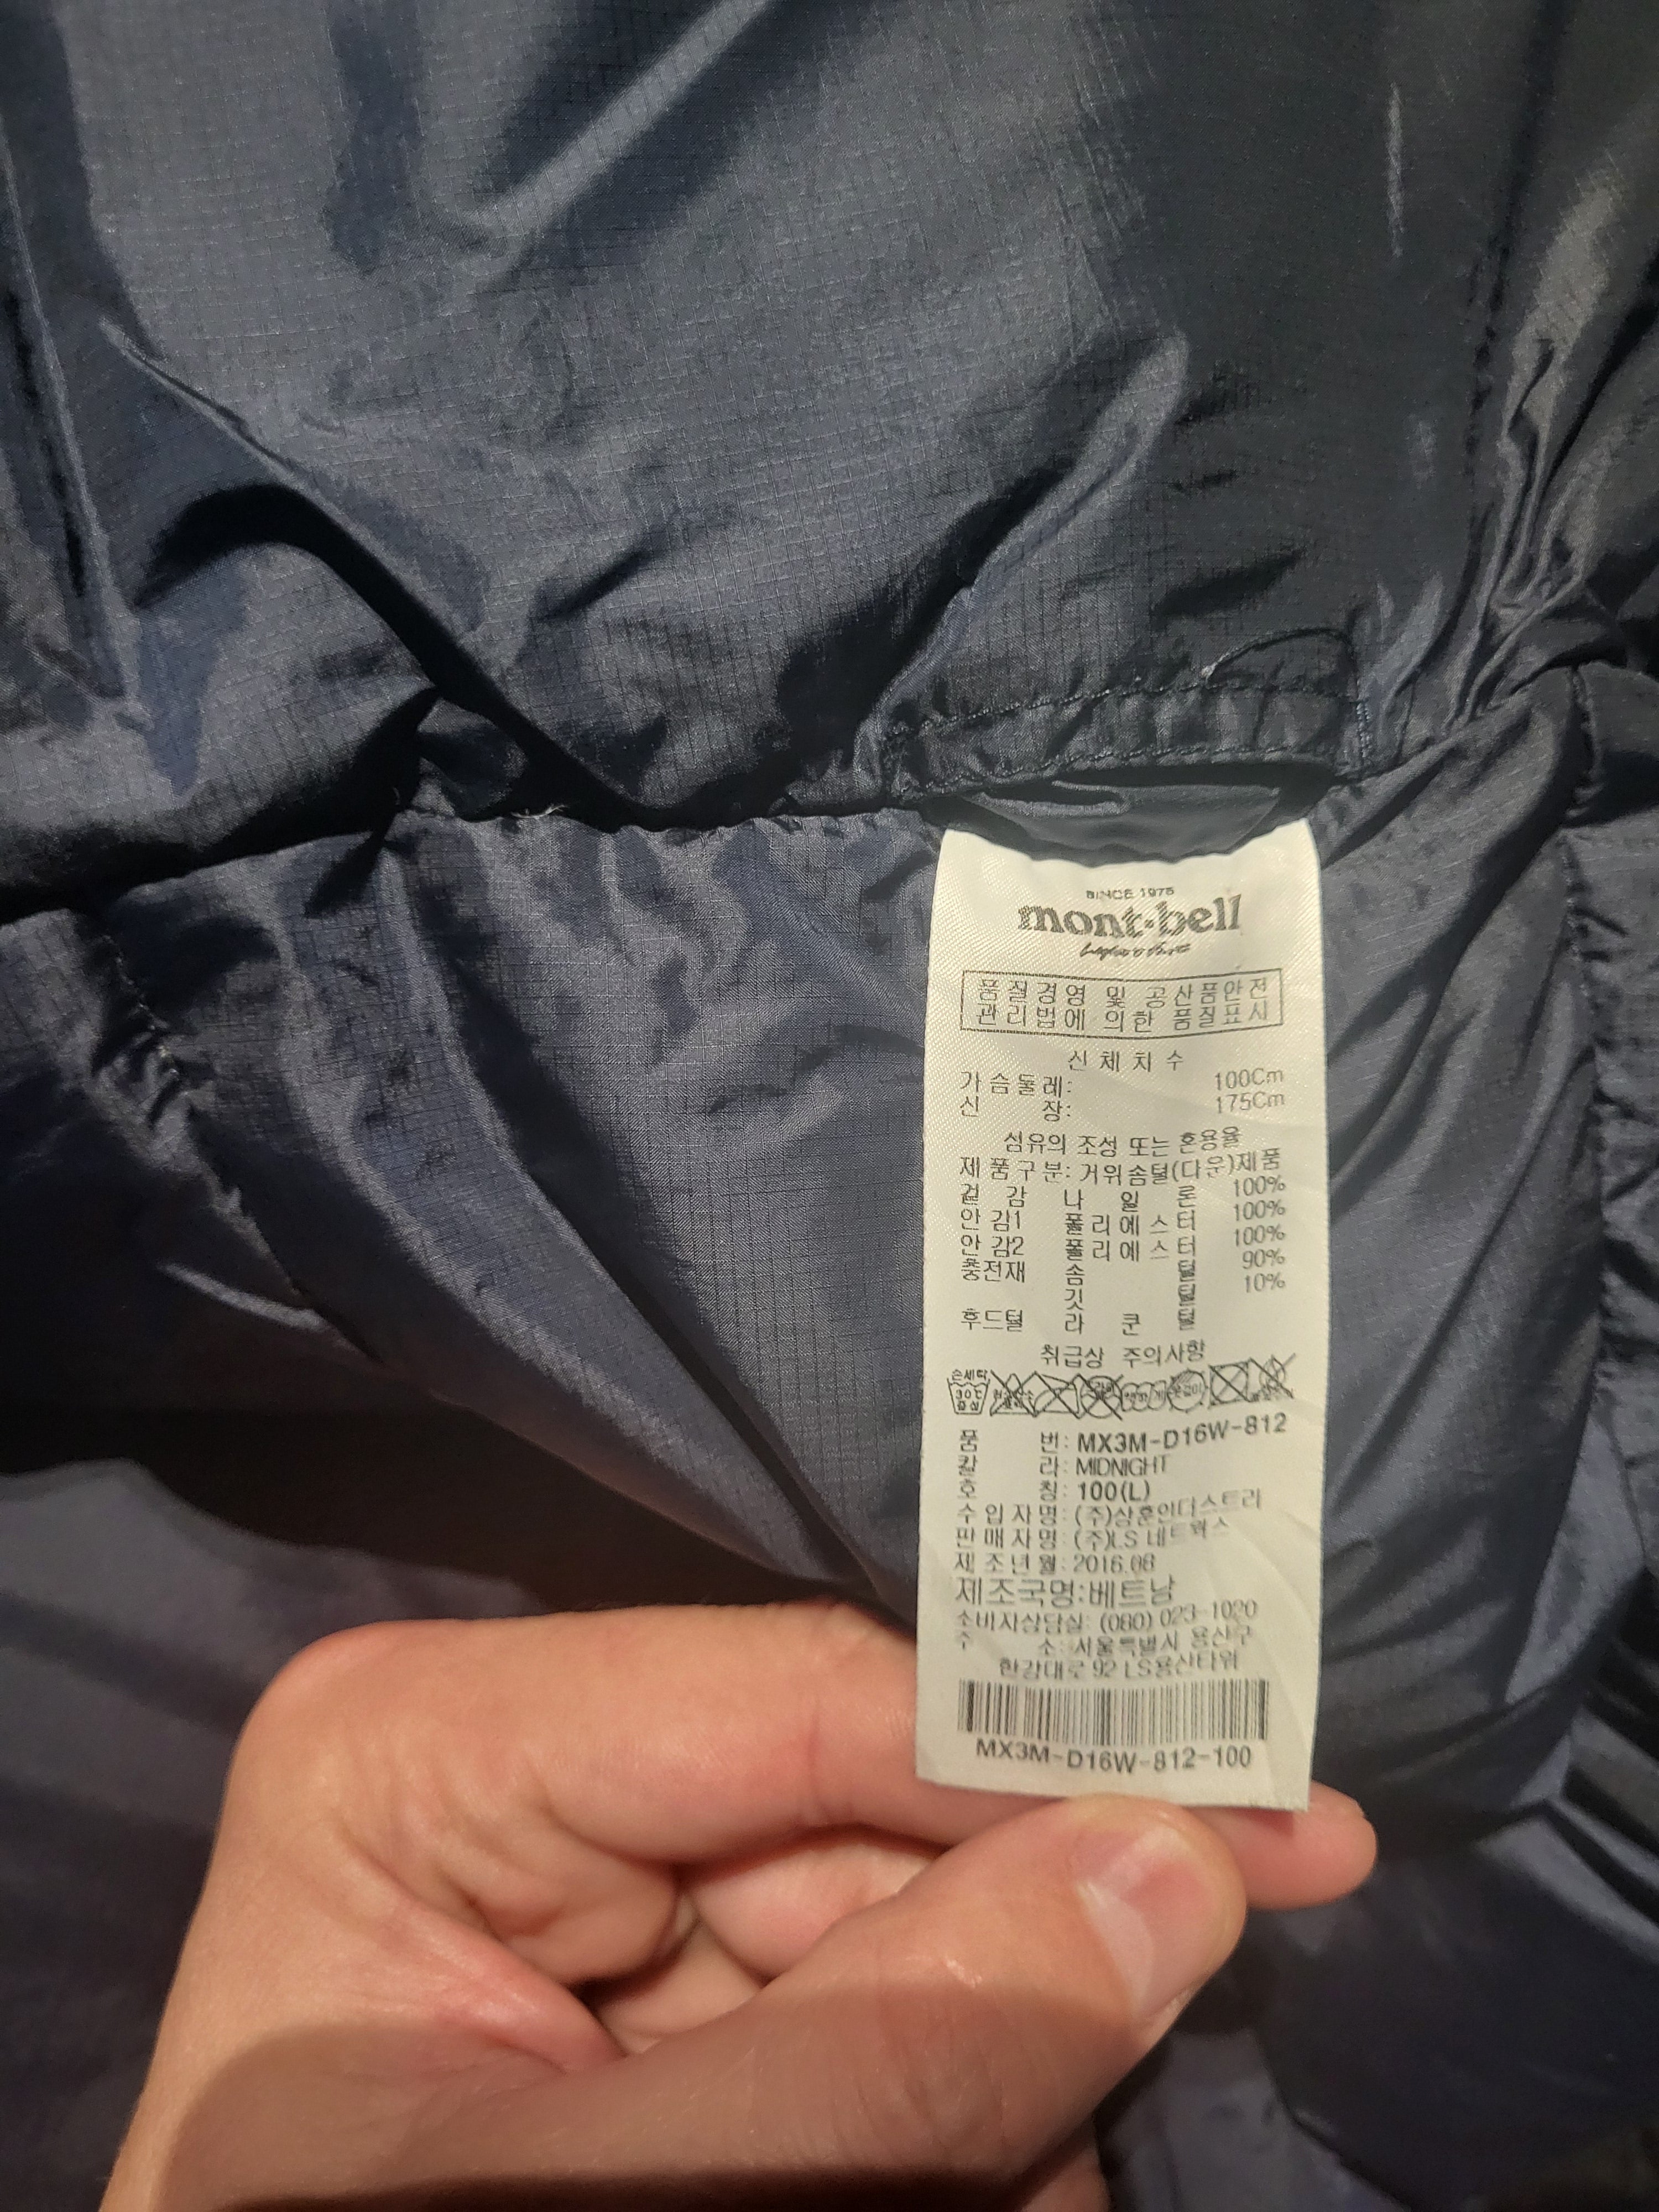 SINCE 1975
mont·bell
품질경영 및 공산품안전
관리법에 의한 품질표시
신체치수
가슴둘레: 100Cm
신 장: 175Cm
섬유의 조성 또는 혼용율
제품구분: 거위솜털(다운)제품
겉 감 나 일 론 100%
안감1 폴리에스터 100%
안감2 폴리에스터 100%
충전재 솜 털 90%
깃 털 10%
후드털 라 쿤 털
취급상 주의사항
손세탁
30℃
중성
품 번: MX3M-D16W-812
칼 라: MIDNIGHT
호 칭: 100(L)
수입자명: (주)상훈인더스트리
판매자명: (주)LS 네트웍스
제조년월: 2016.08
제조국명:베트남
소비자상담실: (080) 023-1020
주 소: 서울특별시 용산구
한강대로 92 LS용산타워
MX3M-D16W-812-100